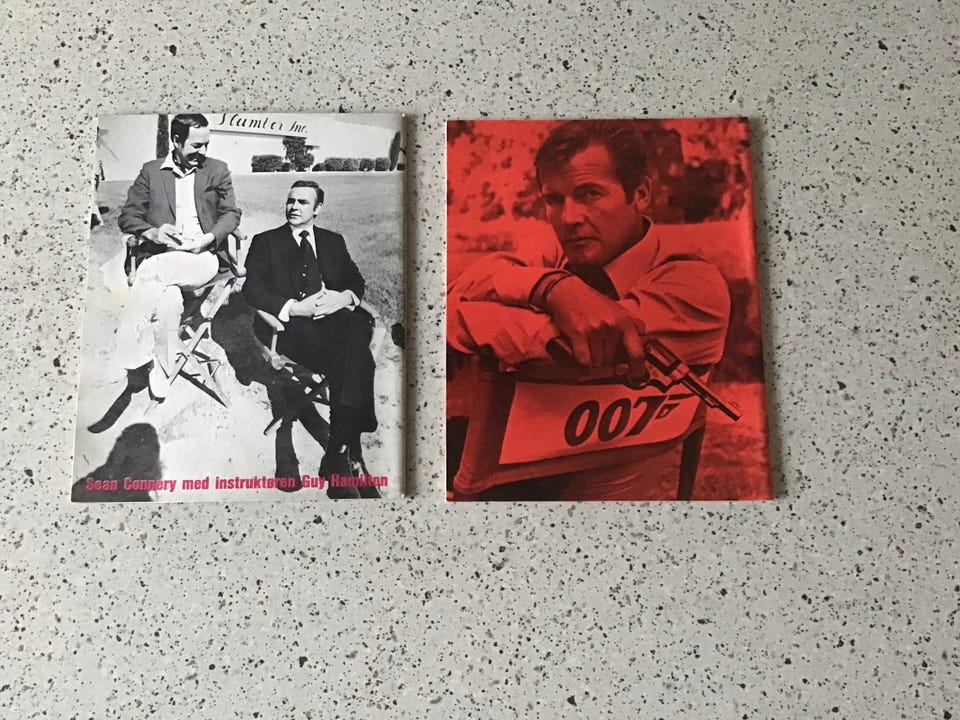 Slumber Inc.
Sean Connery med instruktøren Guy Hamilton
007